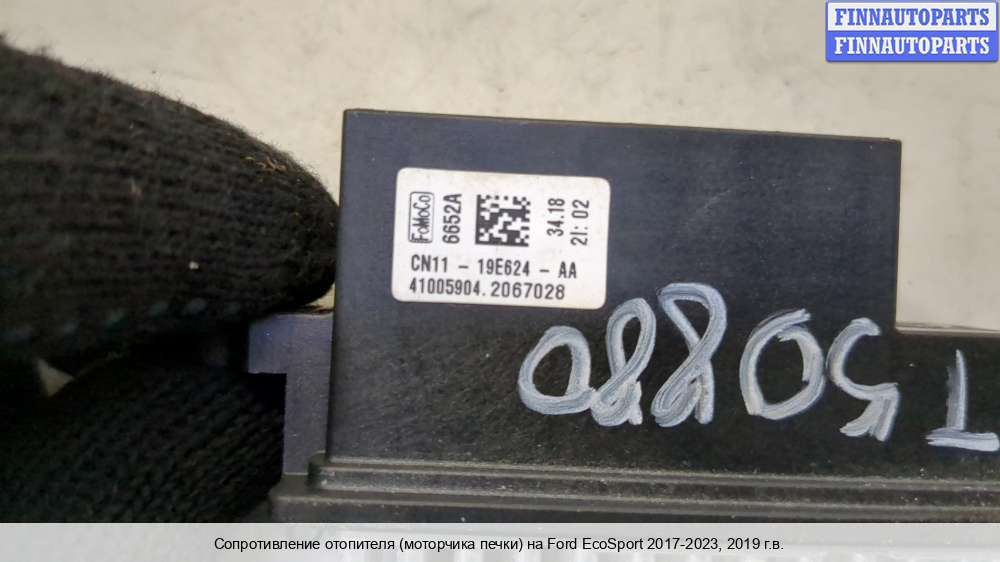 FINNAUTOPARTS
FINNAUTOPARTS
FoMoCo
6652A
34.18
21:02
CN11 - 19E624 - AA
41005904.2067028
T50880
Сопротивление отопителя (моторчика печки) на Ford EcoSport 2017-2023, 2019 г.в.